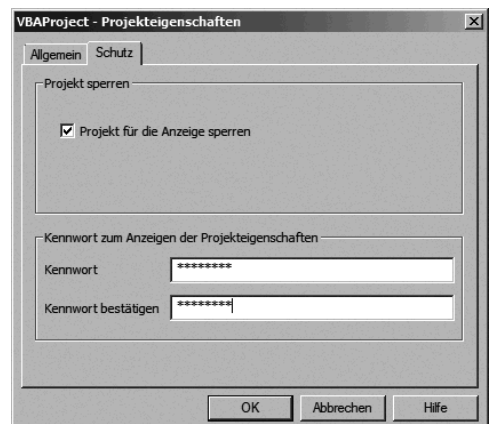 VBAProject - Projekteigenschaften
Allgemein Schutz
Projekt sperren
Projekt für die Anzeige sperren
Kennwort zum Anzeigen der Projekteigenschaften
Kennwort ********
Kennwort bestätigen ********
OK Abbrechen Hilfe